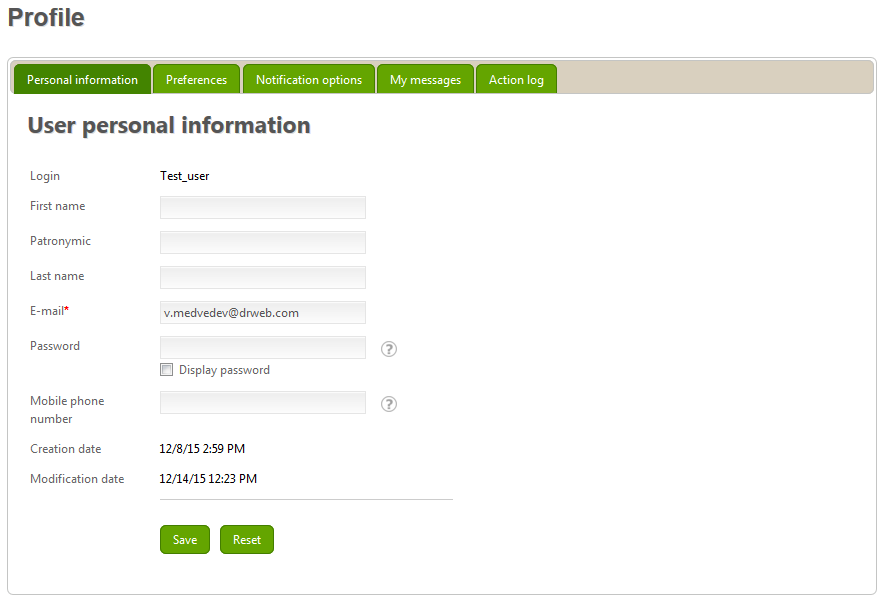 Profile
Personal information Preferences Notification options My messages Action log
User personal information
Login Test_user
First name
Patronymic
Last name
E-mail* v.medvedev@drweb.com
Password ?
Display password
Mobile phone ?
number
Creation date 12/8/15 2:59 PM
Modification date 12/14/15 12:23 PM
Save Reset